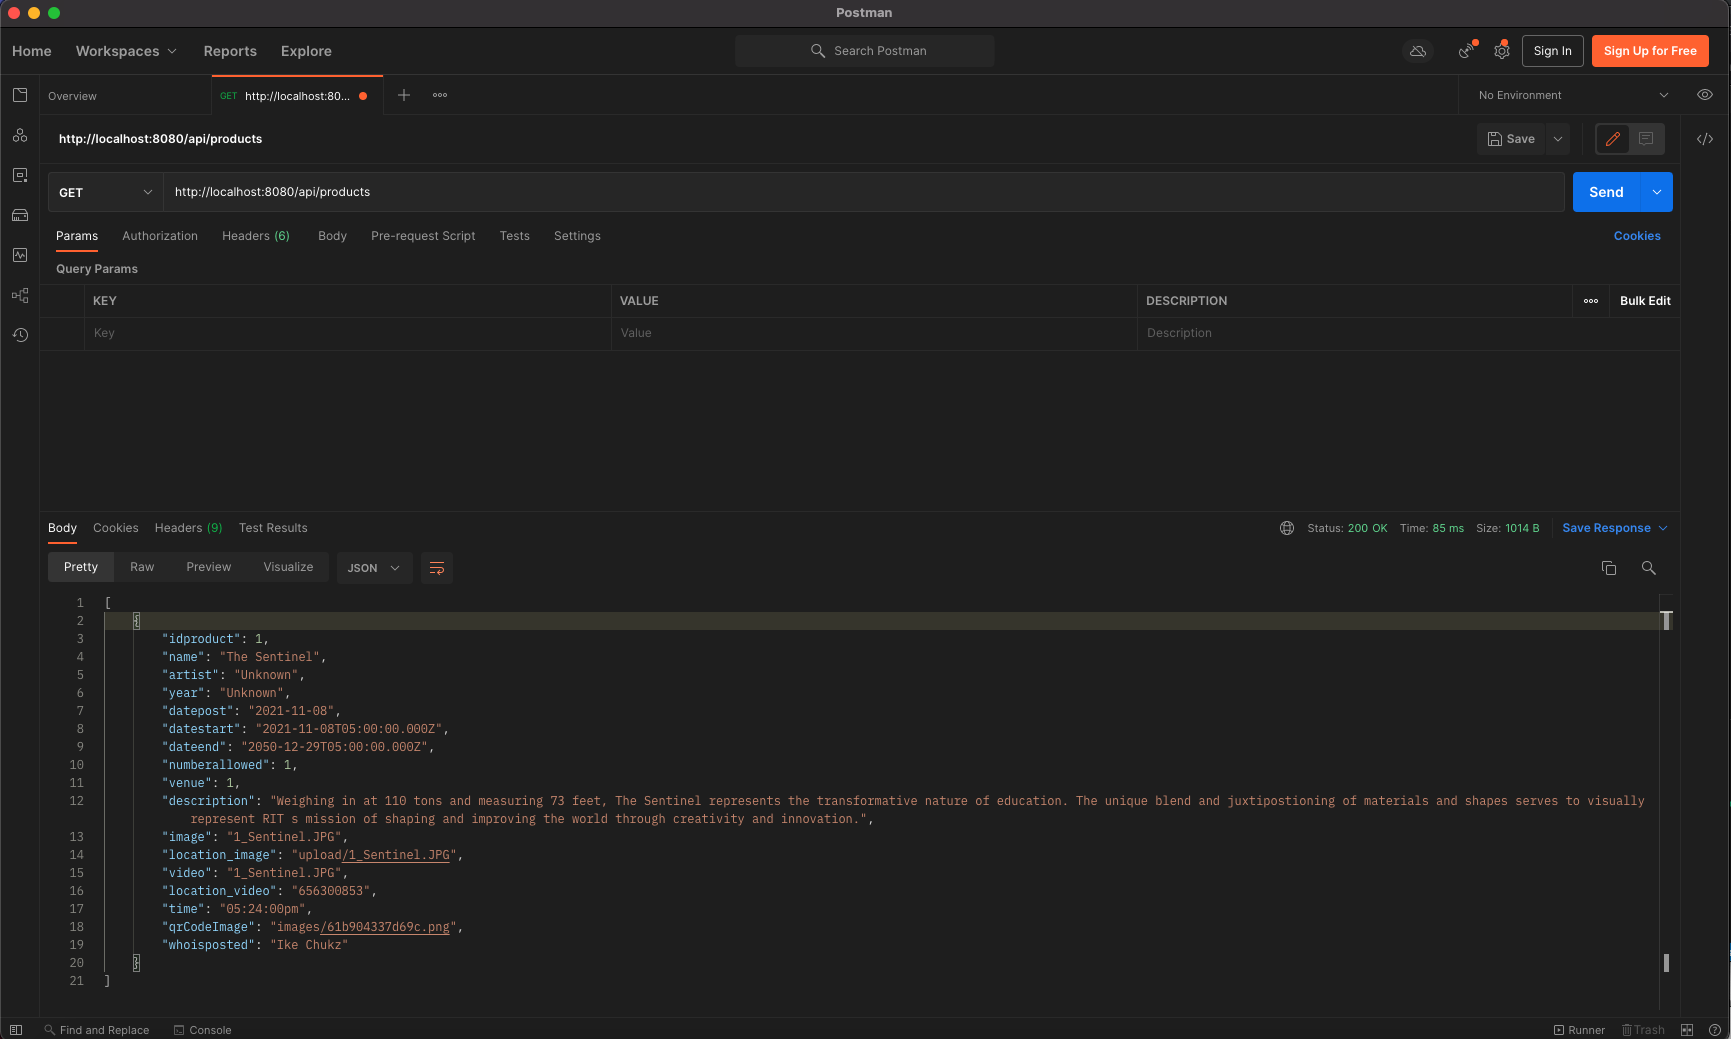 Postman
Home Workspaces Reports Explore Search Postman Sign In Sign Up for Free
Overview GET http://localhost:80... No Environment
http://localhost:8080/api/products Save
GET http://localhost:8080/api/products Send
Params Authorization Headers (6) Body Pre-request Script Tests Settings Cookies
Query Params
KEY VALUE DESCRIPTION Bulk Edit
Key Value Description
Body Cookies Headers (9) Test Results Status: 200 OK Time: 85 ms Size: 1014 B Save Response
Pretty Raw Preview Visualize JSON
1 [
2 {
3 "idproduct": 1,
4 "name": "The Sentinel",
5 "artist": "Unknown",
6 "year": "Unknown",
7 "datepost": "2021-11-08",
8 "datestart": "2021-11-08T05:00:00.000Z",
9 "dateend": "2050-12-29T05:00:00.000Z",
10 "numberallowed": 1,
11 "venue": 1,
12 "description": "Weighing in at 110 tons and measuring 73 feet, The Sentinel represents the transformative nature of education. The unique blend and juxtipostioning of materials and shapes serves to visually
represent RIT s mission of shaping and improving the world through creativity and innovation.",
13 "image": "1_Sentinel.JPG",
14 "location_image": "upload/1_Sentinel.JPG",
15 "video": "1_Sentinel.JPG",
16 "location_video": "656300853",
17 "time": "05:24:00pm",
18 "qrCodeImage": "images/61b904337d69c.png",
19 "whoisposted": "Ike Chukz"
20 }
21 ]
Find and Replace Console Runner Trash